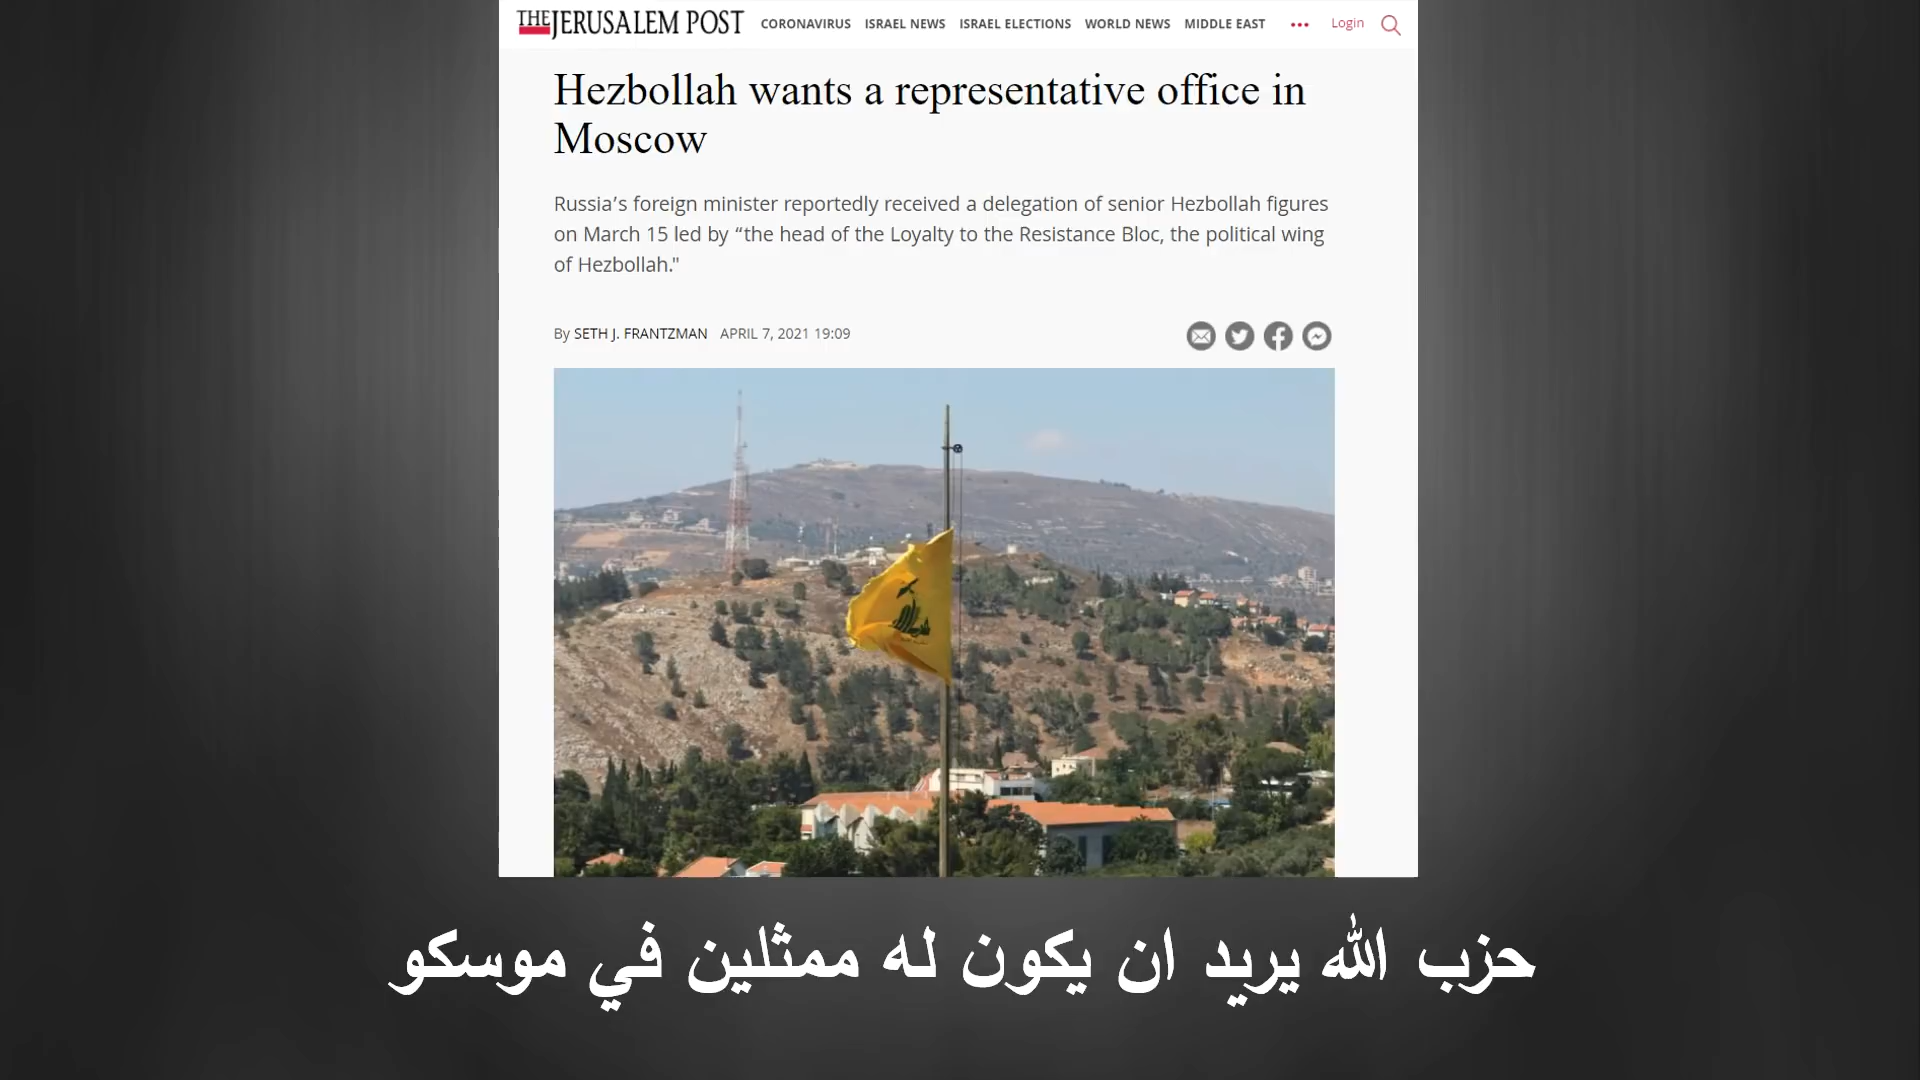 THE JERUSALEM POST CORONAVIRUS ISRAEL NEWS ISRAEL ELECTIONS WORLD NEWS MIDDLE EAST ••• Login
Hezbollah wants a representative office in
Moscow
Russia’s foreign minister reportedly received a delegation of senior Hezbollah figures
on March 15 led by “the head of the Loyalty to the Resistance Bloc, the political wing
of Hezbollah."
By SETH J. FRANTZMAN APRIL 7, 2021 19:09
حزب الله يريد ان يكون له ممثلين في موسكو